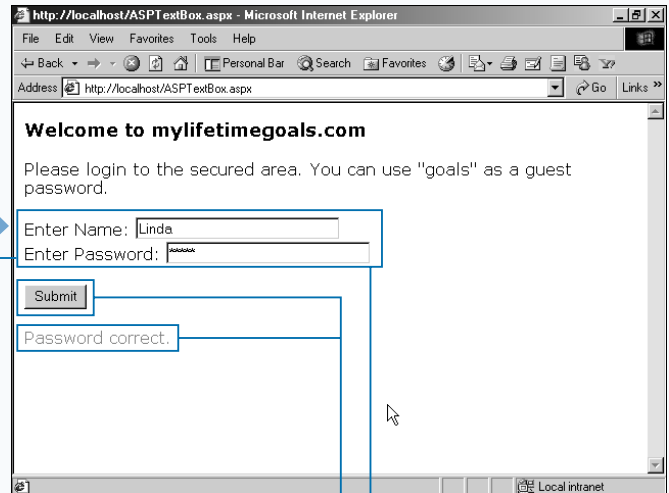 http://localhost/ASPTextBox.aspx - Microsoft Internet Explorer
File Edit View Favorites Tools Help
Back Personal Bar Search Favorites
Address http://localhost/ASPTextBox.aspx Go Links »
Welcome to mylifetimegoals.com
Please login to the secured area. You can use "goals" as a guest
password.
Enter Name: Linda
Enter Password: *****
Submit
Password correct.
Local intranet